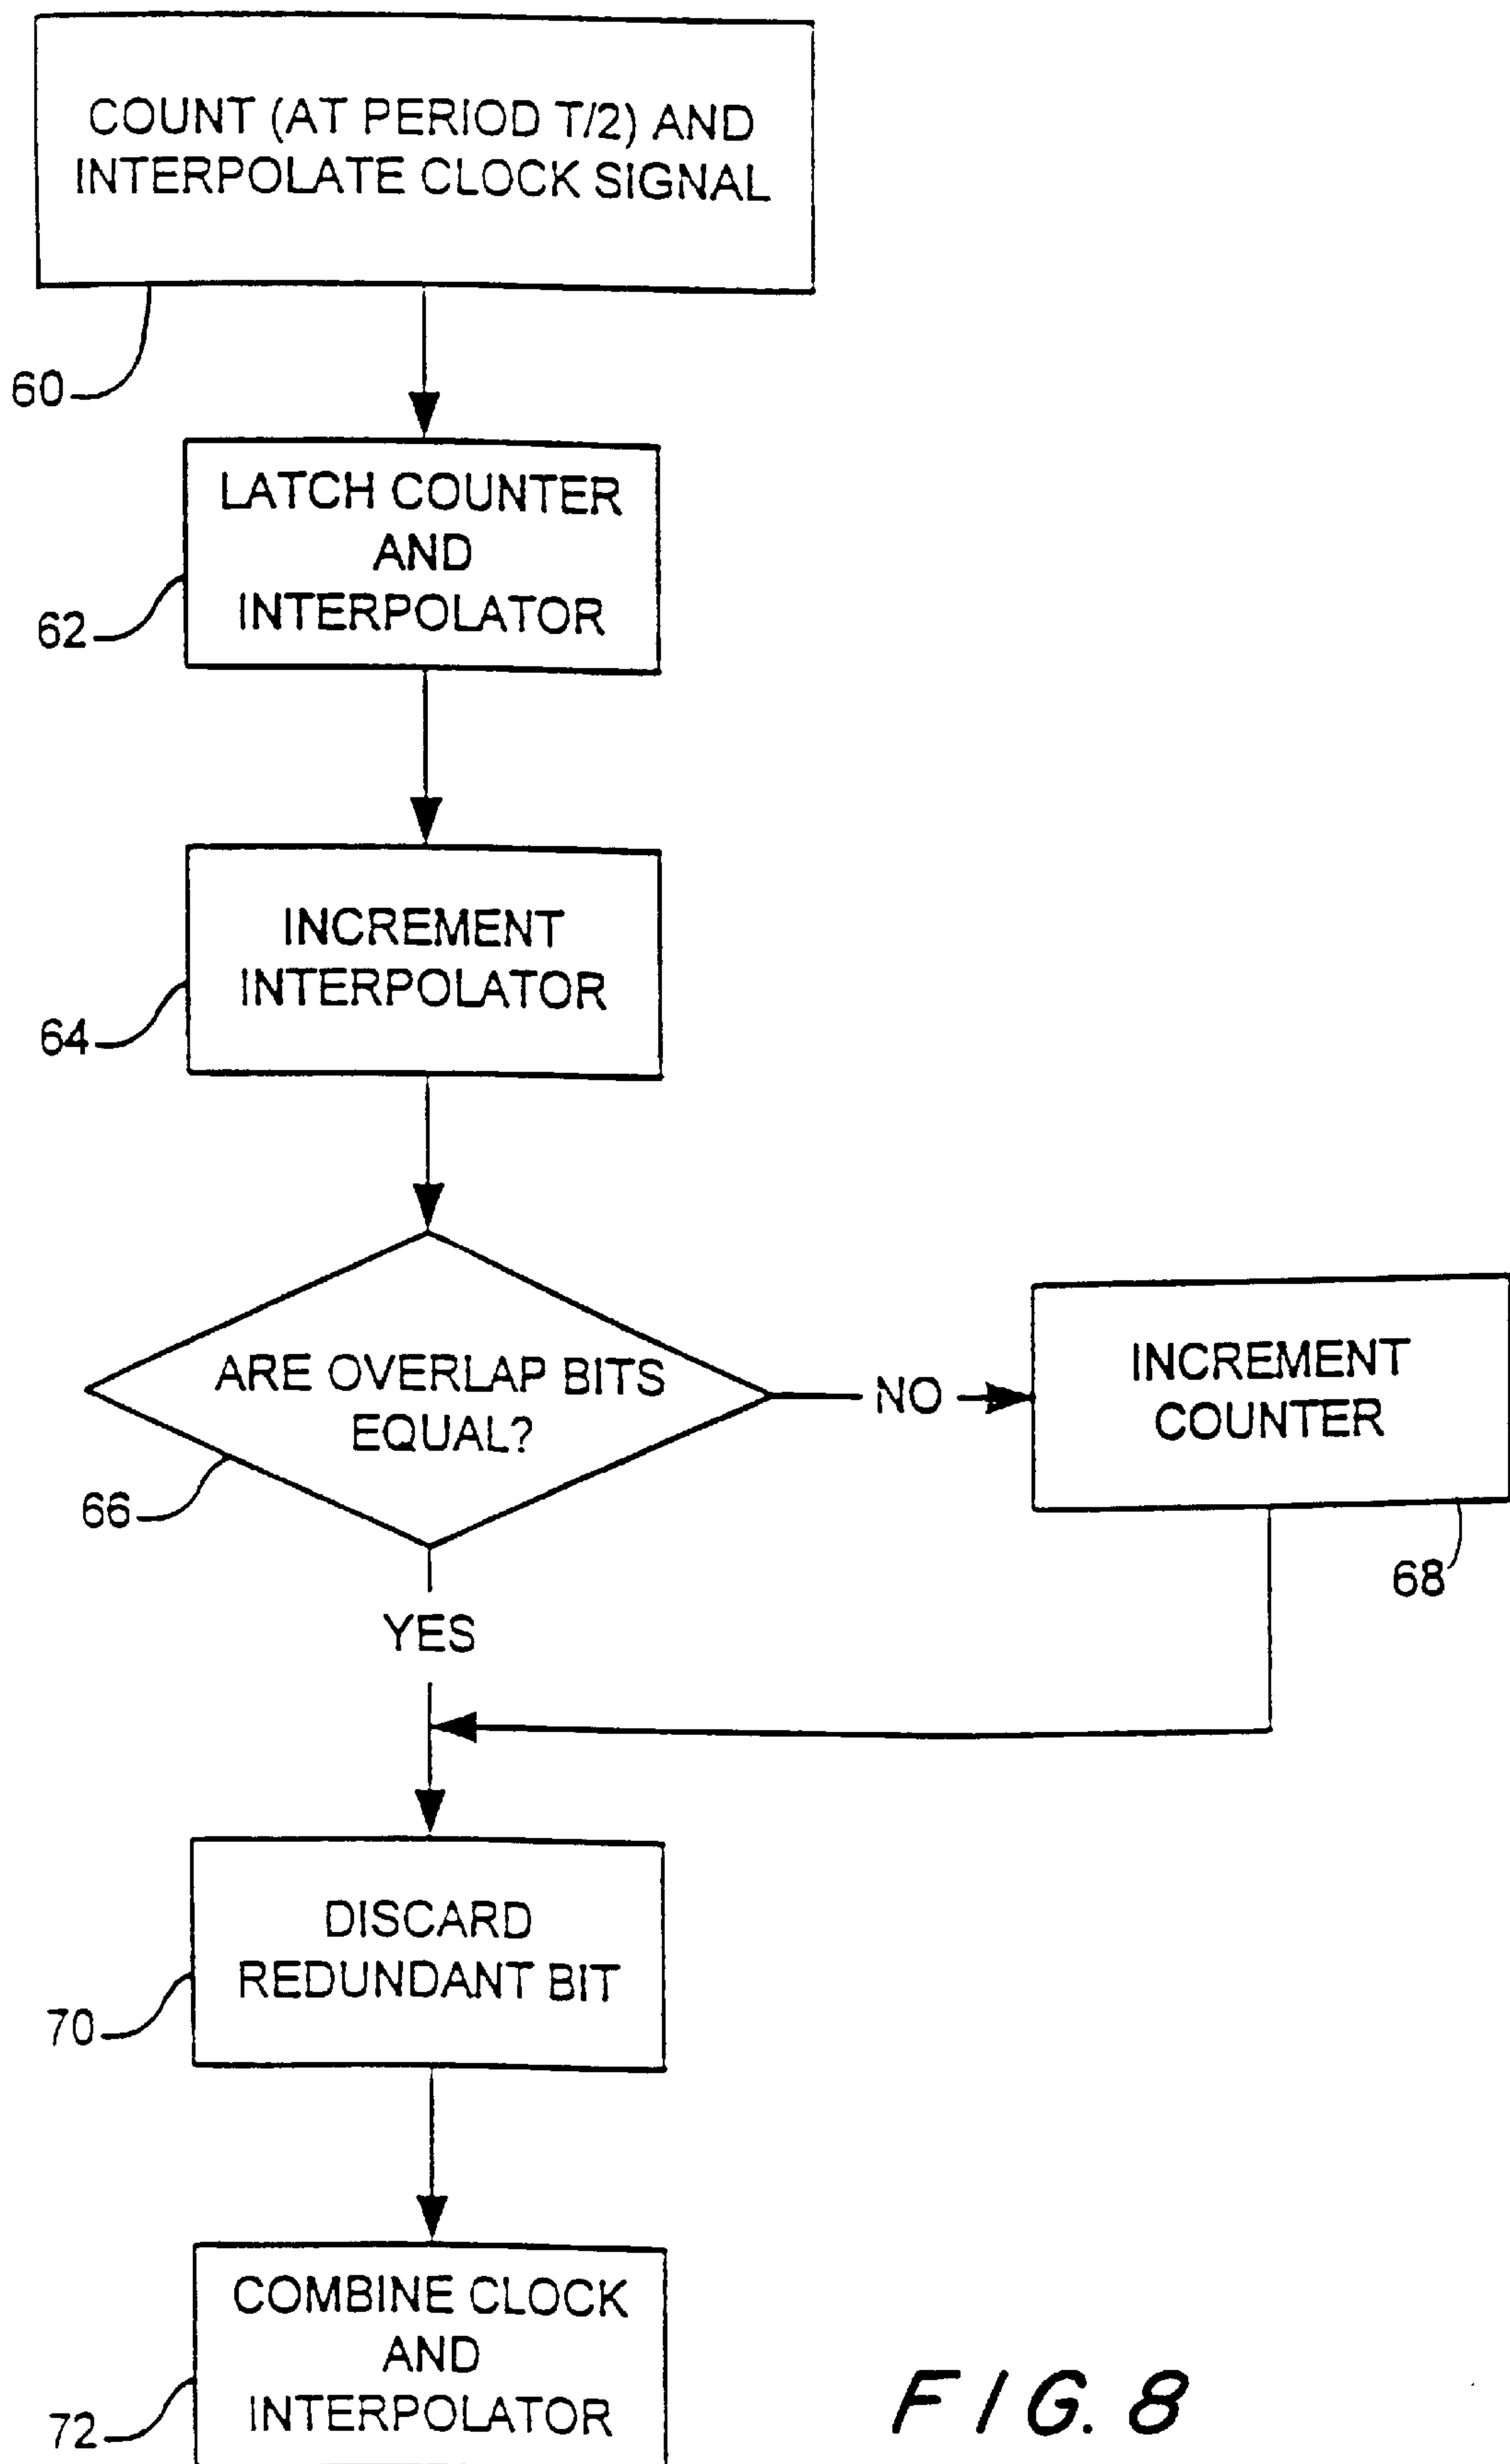 COUNT (AT PERIOD T/2) AND
INTERPOLATE CLOCK SIGNAL
60
LATCH COUNTER
AND
INTERPOLATOR
62
INCREMENT
INTERPOLATOR
64
ARE OVERLAP BITS
EQUAL?
66
NO
INCREMENT
COUNTER
68
YES
DISCARD
REDUNDANT BIT
70
COMBINE CLOCK
AND
INTERPOLATOR
72
FIG. 8